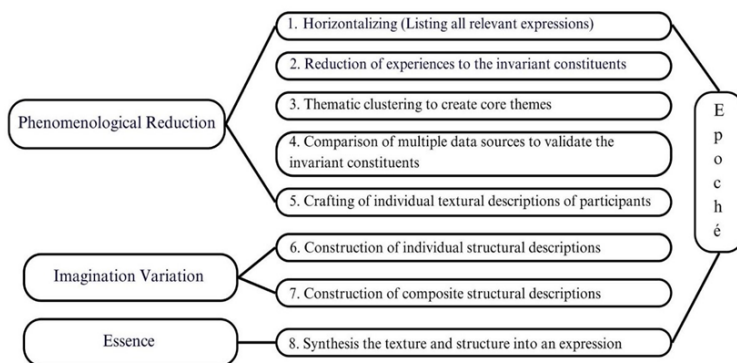 1. Horizontalizing (Listing all relevant expressions)
2. Reduction of experiences to the invariant constituents
Phenomenological Reduction
3. Thematic clustering to create core themes
4. Comparison of multiple data sources to validate the
invariant constituents
5. Crafting of individual textural descriptions of participants
Imagination Variation
6. Construction of individual structural descriptions
7. Construction of composite structural descriptions
Essence
8. Synthesis the texture and structure into an expression
E
p
o
c
h
é